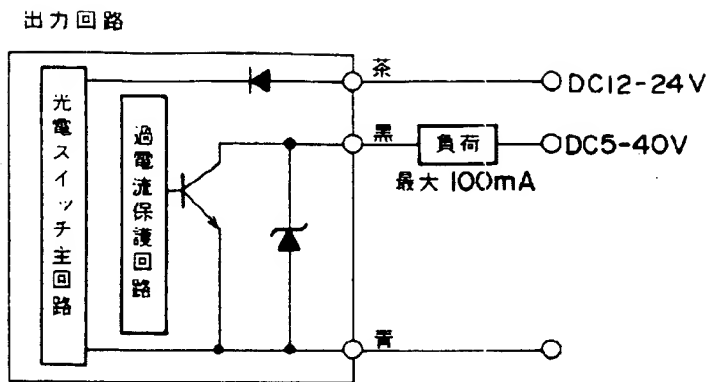 出力回路
茶
DC12-24V
光電スイッチ主回路
過電流保護回路
黒
負荷
DC5-40V
最大 100mA
青